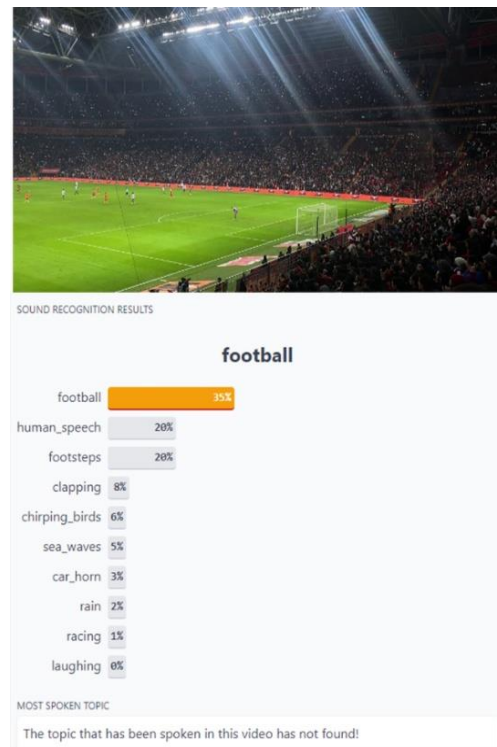 SOUND RECOGNITION RESULTS
football
football 35%
human_speech 20%
footsteps 20%
clapping 8%
chirping_birds 6%
sea_waves 5%
car_horn 3%
rain 2%
racing 1%
laughing 0%
MOST SPOKEN TOPIC
The topic that has been spoken in this video has not found!